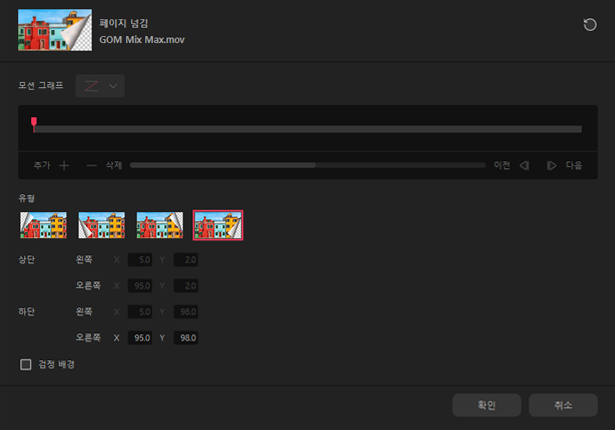 페이지 넘김
GOM Mix Max.mov
모션 그래프
추가 삭제 이전 다음
유형
상단 왼쪽 X 5.0 Y 2.0
오른쪽 X 95.0 Y 2.0
하단 왼쪽 X 5.0 Y 98.0
오른쪽 X 95.0 Y 98.0
검정 배경
확인 취소